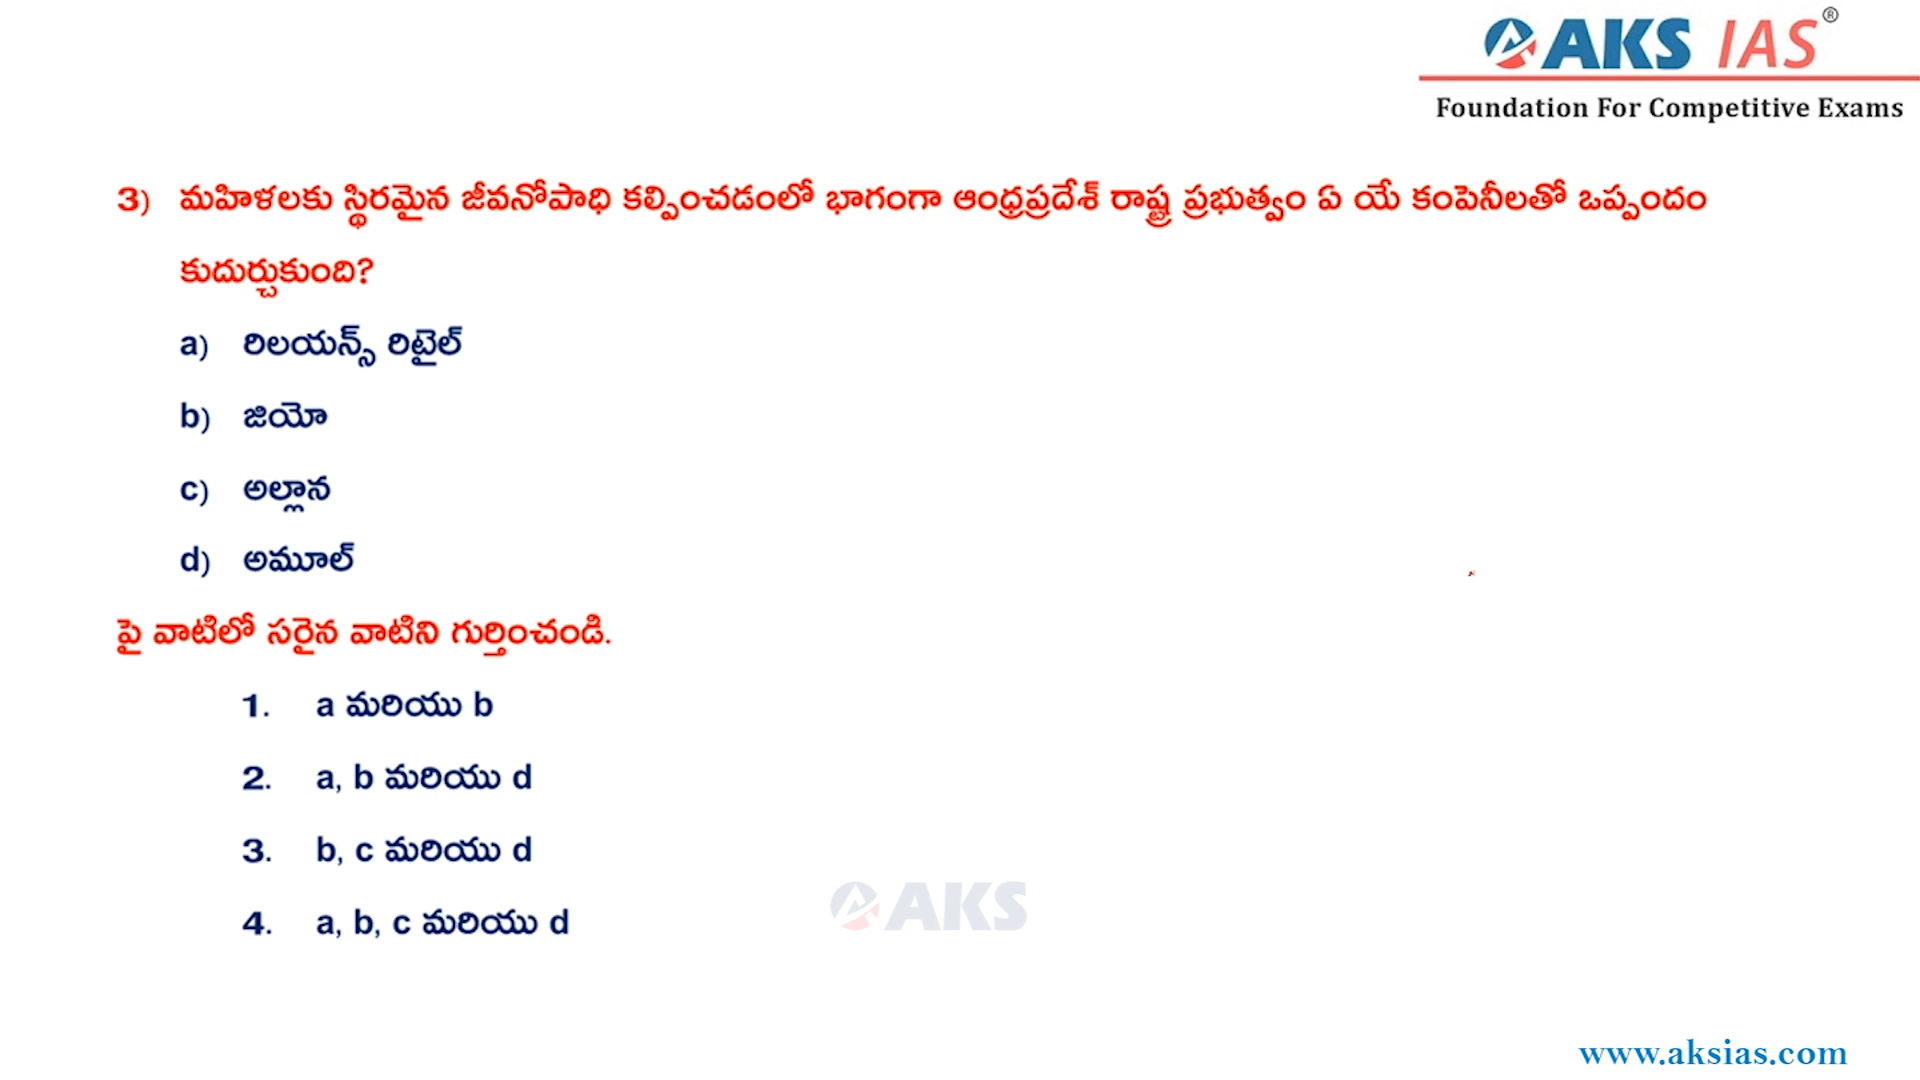 AKS IAS®
Foundation For Competitive Exams
3) మహిళలకు స్థిరమైన జీవనోపాధి కల్పించడంలో భాగంగా ఆంధ్రప్రదేశ్ రాష్ట్ర ప్రభుత్వం ఏ యే కంపెనీలతో ఒప్పందం
కుదుర్చుకుంది?
a) రిలయన్స్ రిటైల్
b) జియో
c) అల్లాన
d) అమూల్
పై వాటిలో సరైన వాటిని గుర్తించండి.
1. a మరియు b
2. a, b మరియు d
3. b, c మరియు d
4. a, b, c మరియు d
AKS
www.aksias.com